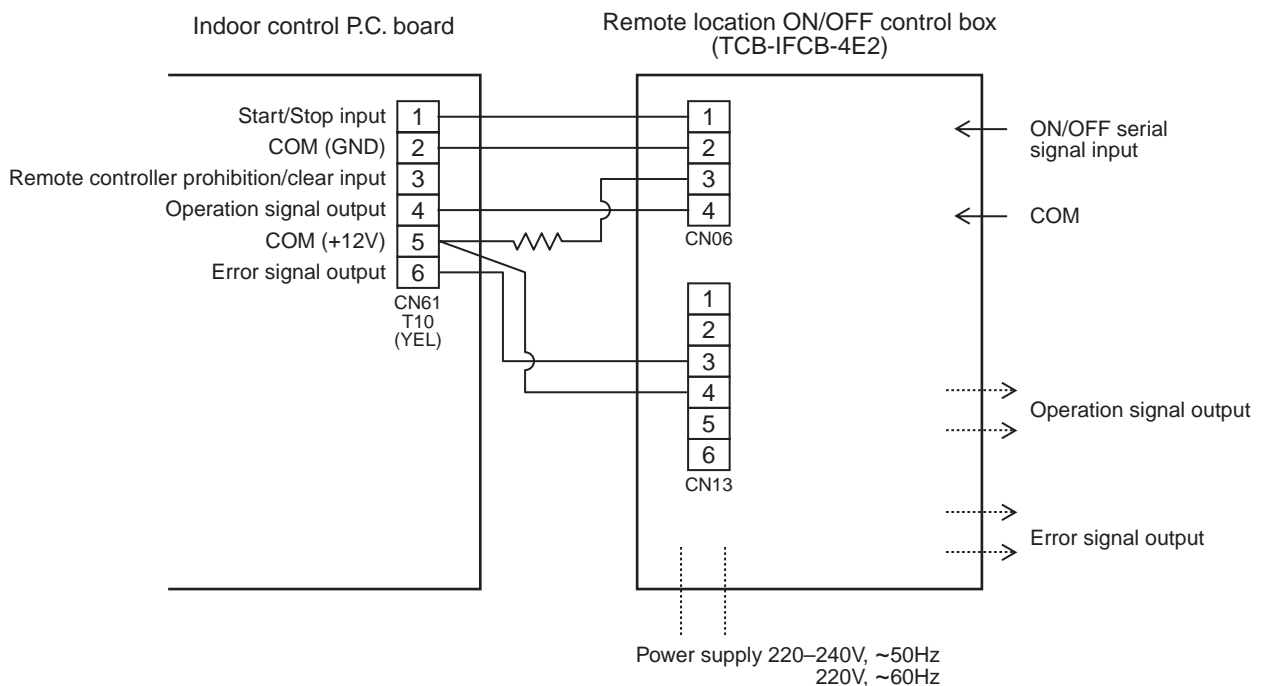 Indoor control P.C. board
Remote location ON/OFF control box
(TCB-IFCB-4E2)
Start/Stop input
COM (GND)
Remote controller prohibition/clear input
Operation signal output
COM (+12V)
Error signal output
1
2
3
4
5
6
CN61
T10
(YEL)
1
2
3
4
CN06
1
2
3
4
5
6
CN13
ON/OFF serial
signal input
COM
Operation signal output
Error signal output
Power supply 220–240V, ~50Hz
220V, ~60Hz